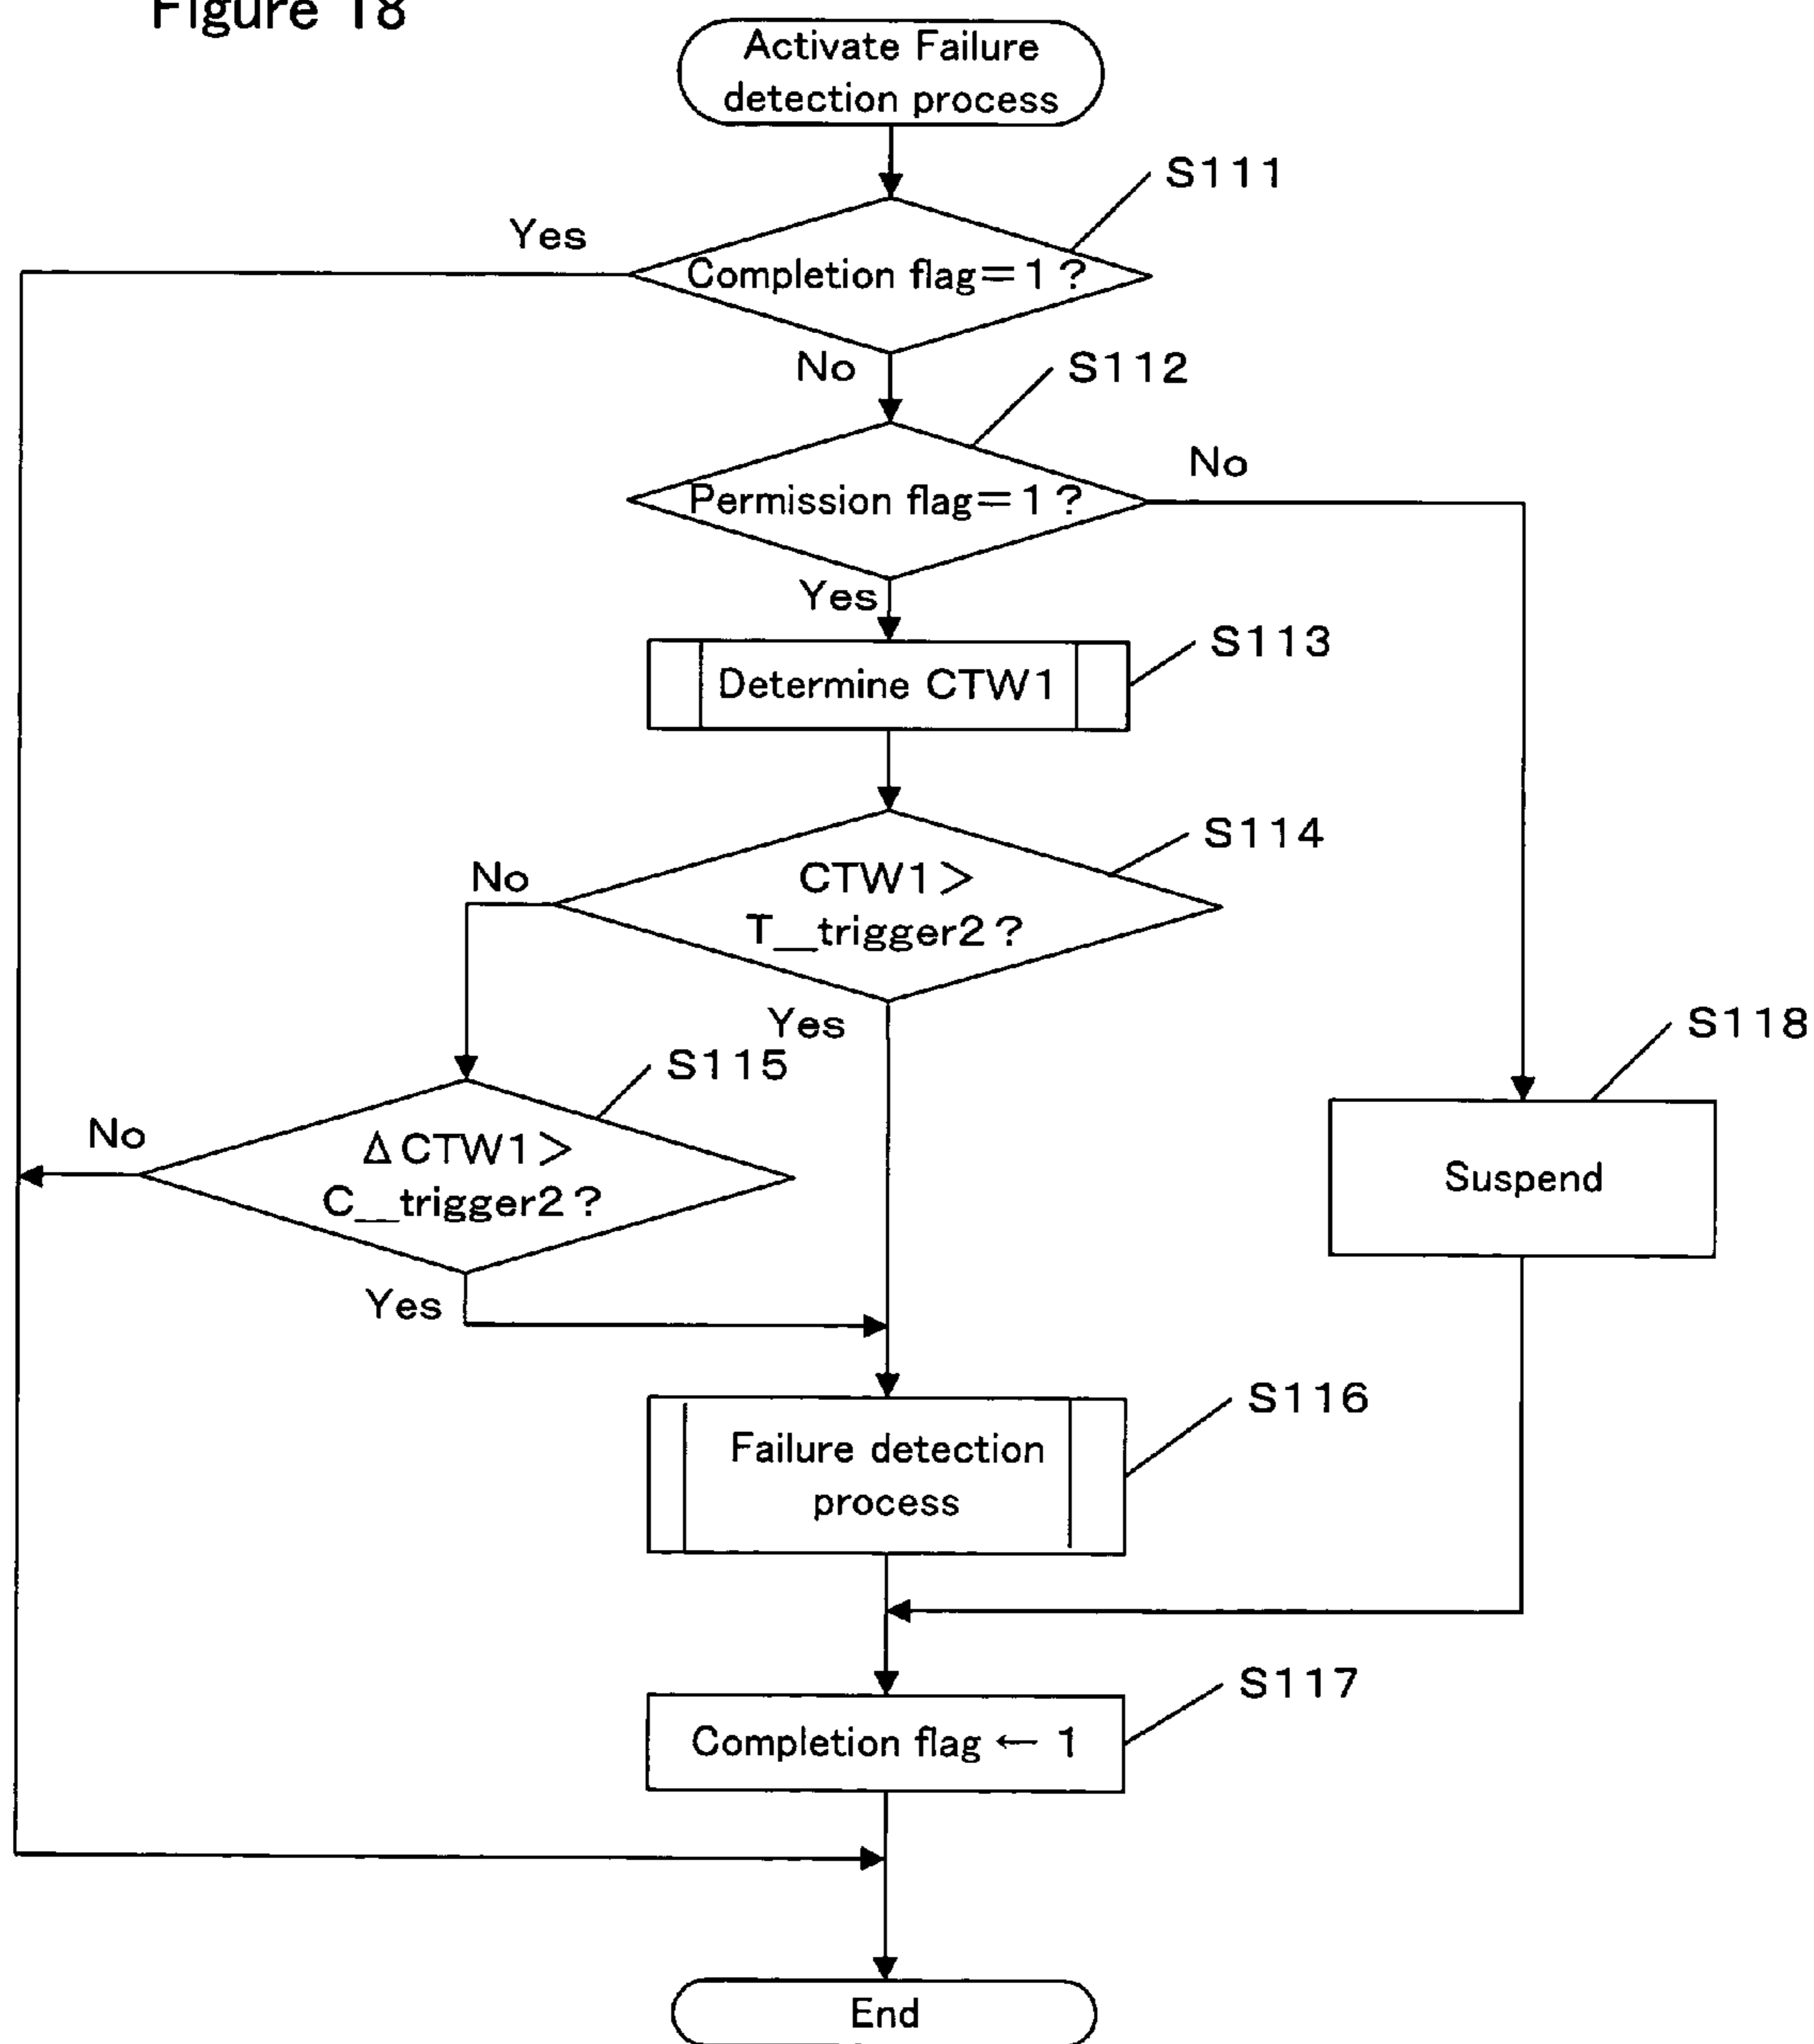 Figure 18
Activate Failure
detection process
S111
Yes
Completion flag=1?
No
S112
No
Permission flag=1?
Yes
S113
Determine CTW1
S114
No
CTW1>
T__trigger2?
Yes
S118
S115
No
ΔCTW1>
C__trigger2?
Suspend
Yes
S116
Failure detection
process
S117
Completion flag ← 1
End